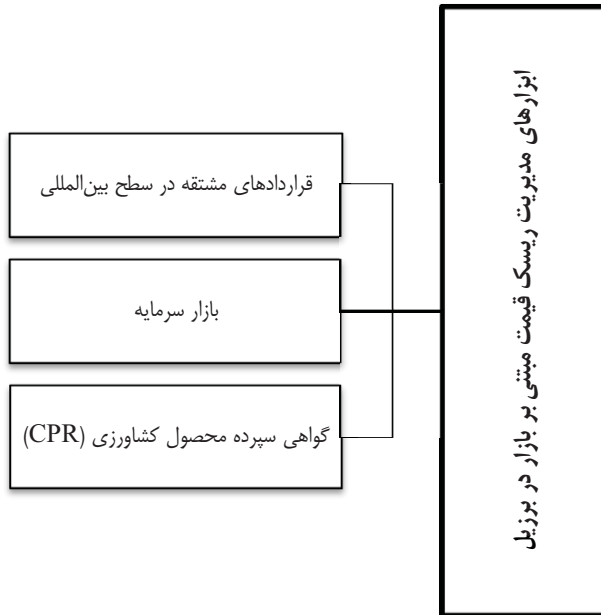 ابزارهای مدیریت ریسک قیمت مبتنی بر بازار در برزیل
قراردادهای مشتقه در سطح بین‌المللی
بازار سرمایه
گواهی سپرده محصول کشاورزی (CPR)